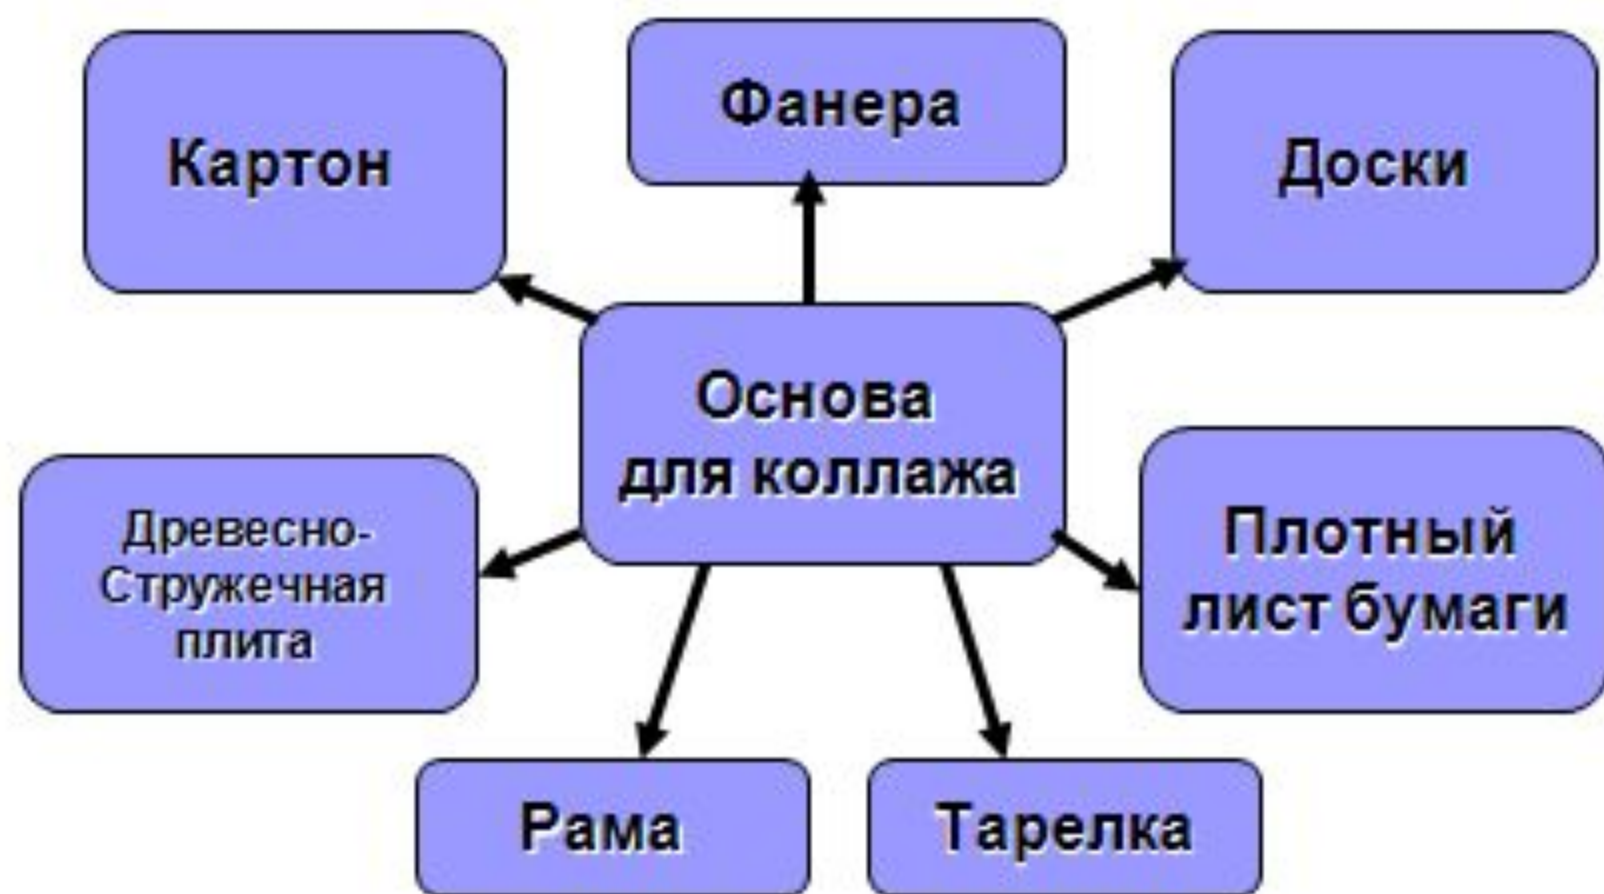 Картон
Фанера
Доски
Основа
для коллажа
Древесно-
Стружечная
плита
Плотный
лист бумаги
Рама
Тарелка